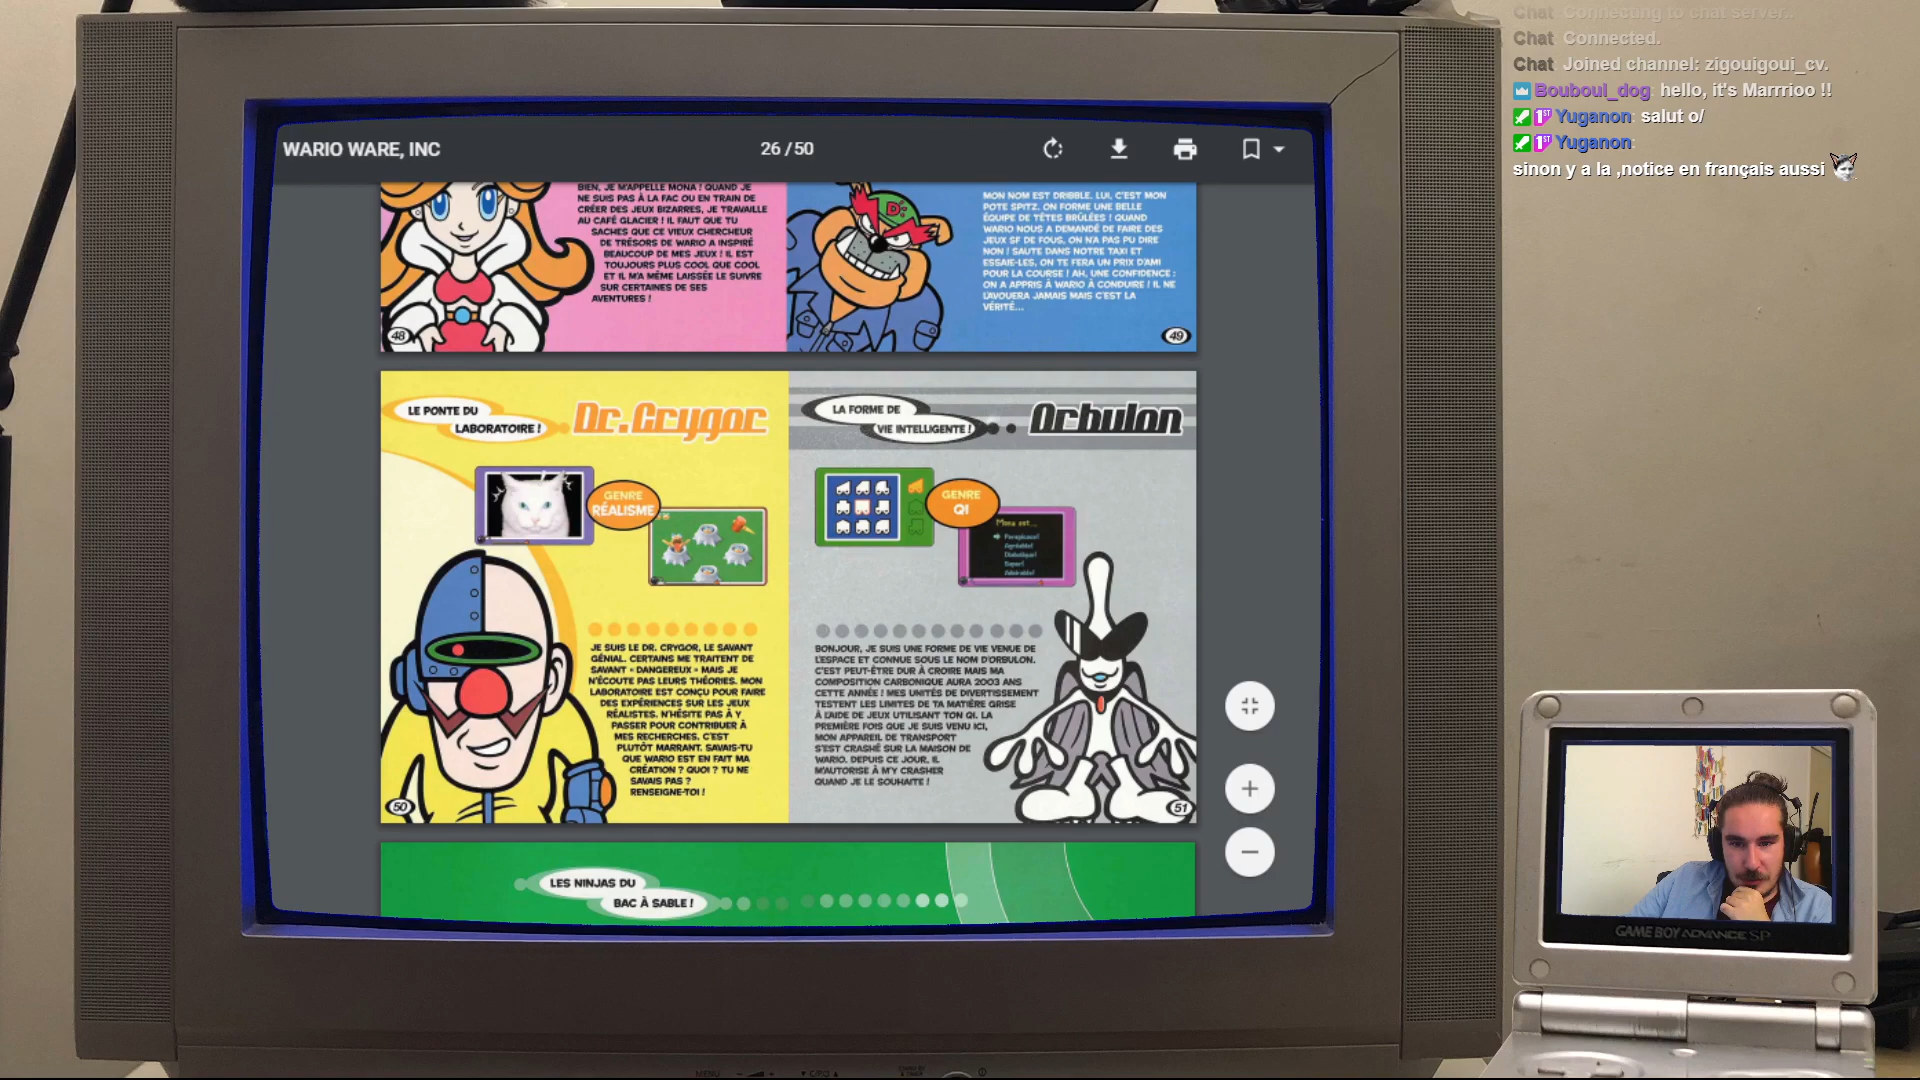 Chat Connecting to chat server..
Chat Connected.
Chat Joined channel: zigouigoui_cv.
Bouboul_dog: hello, it's Marrrioo !!
1ST Yuganon: salut o/
1ST Yuganon:
sinon y a la ,notice en français aussi
WARIO WARE, INC
26 / 50
BIEN, JE M'APPELLE MONA ! QUAND JE
NE SUIS PAS À LA FAC OU EN TRAIN DE
CRÉER DES JEUX BIZARRES, JE TRAVAILLE
AU CAFÉ GLACIER ! IL FAUT QUE TU
SACHES QUE CE VIEUX CHERCHEUR
DE TRÉSORS DE WARIO A INSPIRÉ
BEAUCOUP DE MES JEUX ! IL EST
TOUJOURS PLUS COOL QUE COOL
ET IL M'A MÊME LAISSÉE LE SUIVRE
SUR CERTAINES DE SES
AVENTURES !
48
D
MON NOM EST DRIBBLE. LUI, C'EST MON
POTE SPITZ. ON FORME UNE BELLE
ÉQUIPE DE TÊTES BRÛLÉES ! QUAND
WARIO NOUS A DEMANDÉ DE FAIRE DES
JEUX SF DE FOUS, ON N'A PAS PU DIRE
NON ! SAUTE DANS NOTRE TAXI ET
ESSAIE-LES, ON TE FERA UN PRIX D'AMI
POUR LA COURSE ! AH, UNE CONFIDENCE :
ON A APPRIS À WARIO À CONDUIRE ! IL NE
L'AVOUERA JAMAIS MAIS C'EST LA
VÉRITÉ...
49
LE PONTE DU
LABORATOIRE !
Dr.Crygor
GENRE
RÉALISME
JE SUIS LE DR. CRYGOR, LE SAVANT
GÉNIAL. CERTAINS ME TRAITENT DE
SAVANT « DANGEREUX » MAIS JE
N'ÉCOUTE PAS LEURS THÉORIES. MON
LABORATOIRE EST CONÇU POUR FAIRE
DES EXPÉRIENCES SUR LES JEUX
RÉALISTES. N'HÉSITE PAS À Y
PASSER POUR CONTRIBUER À
MES RECHERCHES. C'EST
PLUTÔT MARRANT. SAVAIS-TU
QUE WARIO EST EN FAIT MA
CRÉATION ? QUOI ? TU NE
SAVAIS PAS ?
RENSEIGNE-TOI !
50
LA FORME DE
VIE INTELLIGENTE !
Orbulon
GENRE
QI
Mona est...
BONJOUR, JE SUIS UNE FORME DE VIE VENUE DE
L'ESPACE ET CONNUE SOUS LE NOM D'ORBULON.
C'EST PEUT-ÊTRE DUR À CROIRE MAIS MA
COMPOSITION CARBONIQUE AURA 2003 ANS
CETTE ANNÉE ! MES UNITÉS DE DIVERTISSEMENT
TESTENT LES LIMITES DE TA MATIÈRE GRISE
À L'AIDE DE JEUX UTILISANT TON QI. LA
PREMIÈRE FOIS QUE JE SUIS VENU ICI,
MON APPAREIL DE TRANSPORT
S'EST CRASHÉ SUR LA MAISON DE
WARIO. DEPUIS CE JOUR, IL
M'AUTORISE À M'Y CRASHER
QUAND JE LE SOUHAITE !
51
LES NINJAS DU
BAC À SABLE !
GAME BOY ADVANCE SP
MENU